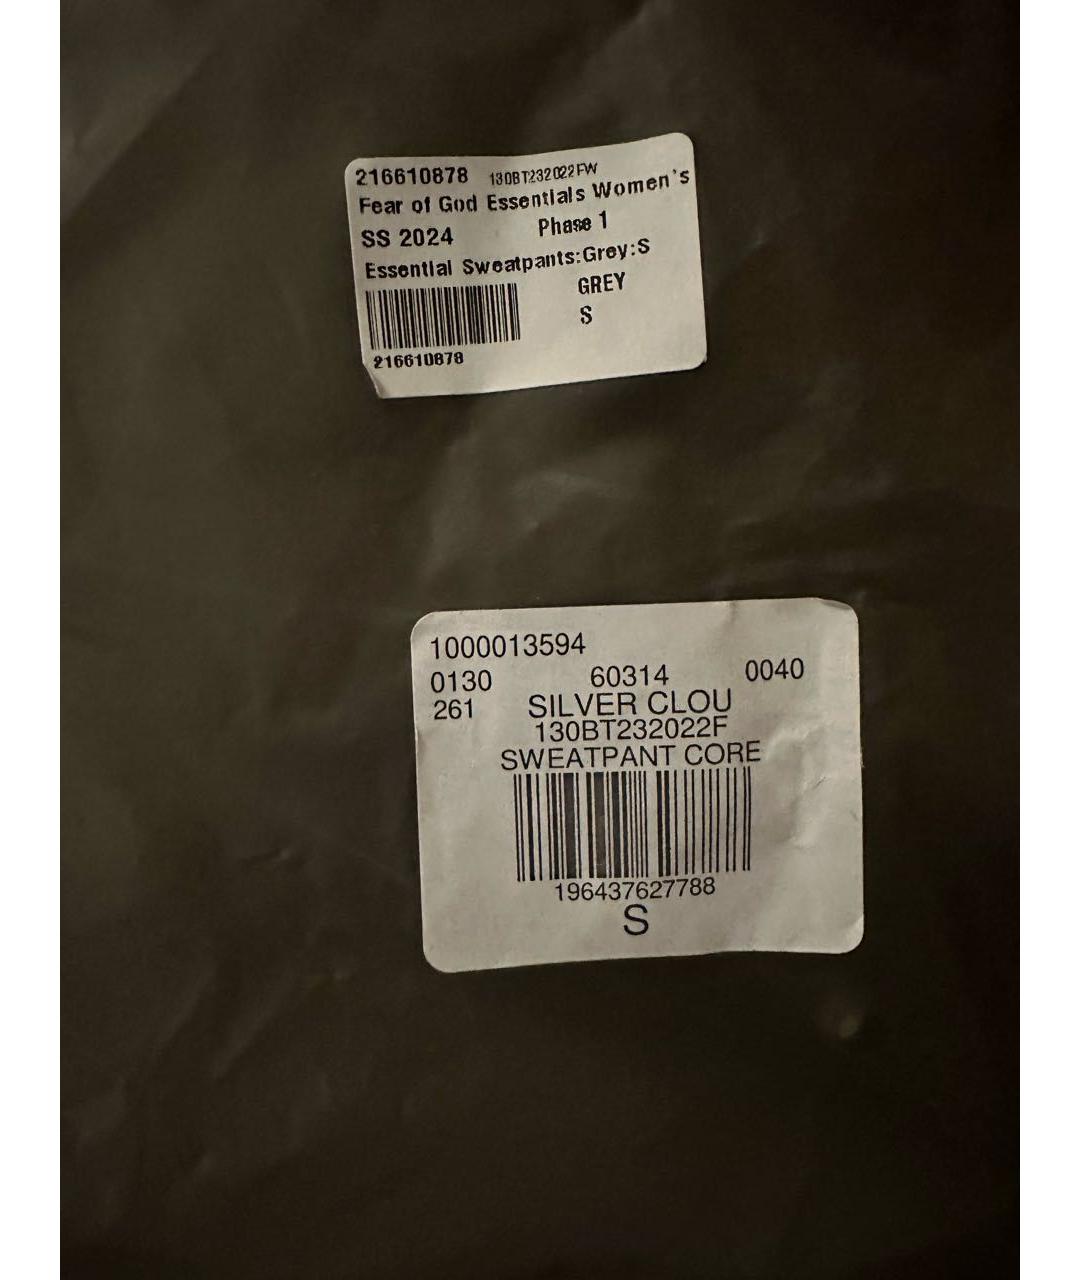 216610878 130BT232022FW
Fear of God Essentials Women's
SS 2024 Phase 1
Essential Sweatpants:Grey:S
GREY
S
216610878
1000013594
0130 60314 0040
261 SILVER CLOU
130BT232022F
SWEATPANT CORE
196437627788
S